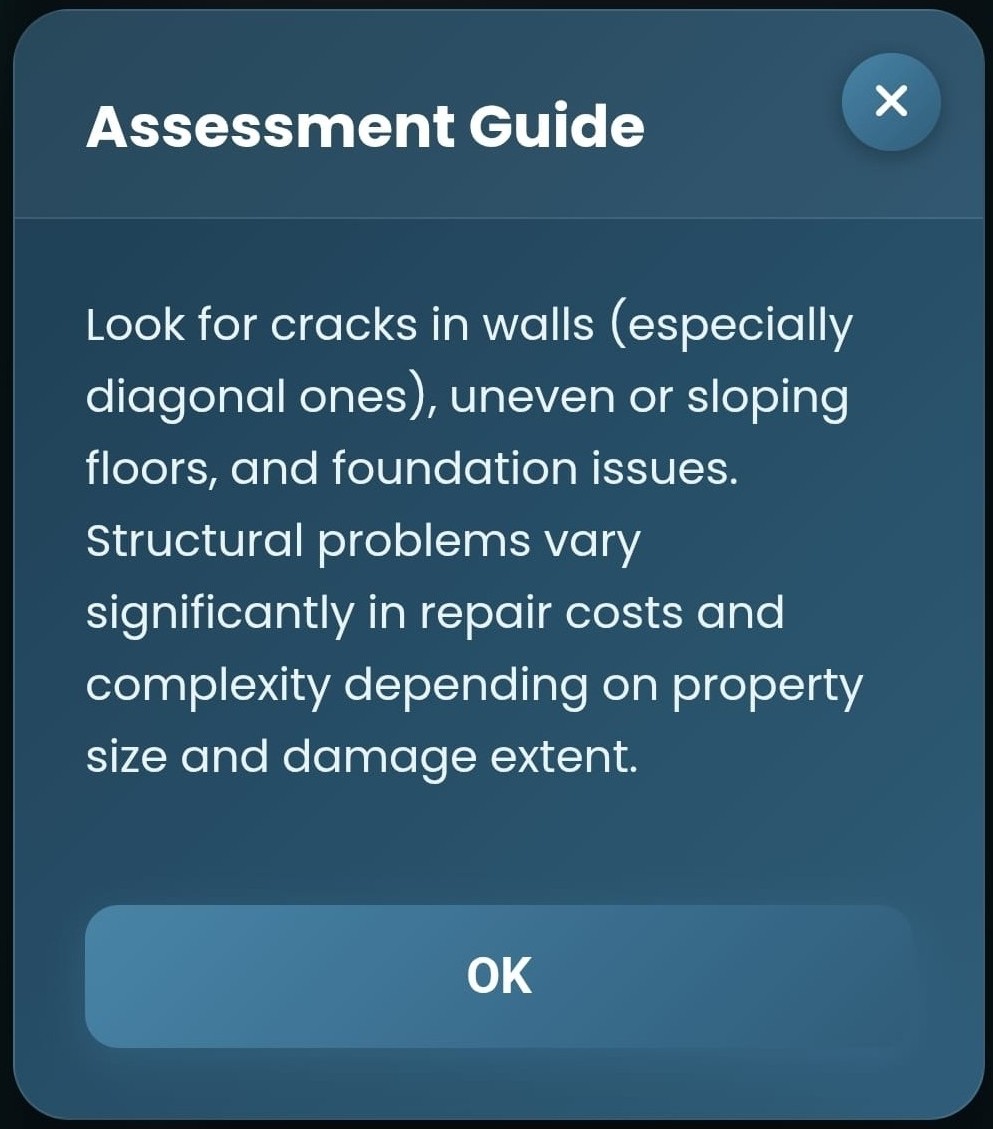 Assessment Guide
Look for cracks in walls (especially
diagonal ones), uneven or sloping
floors, and foundation issues.
Structural problems vary
significantly in repair costs and
complexity depending on property
size and damage extent.
OK